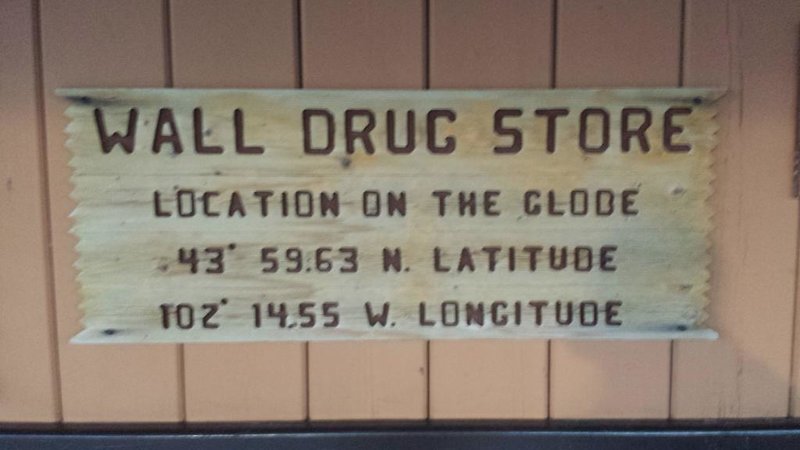 WALL DRUG STORE
LOCATION ON THE GLOBE
43° 59.63 N. LATITUDE
102° 14.55 W. LONGITUDE